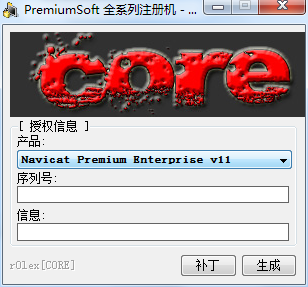 PremiumSoft 全系列注册机 - ...
core
[ 授权信息 ]
产品:
Navicat Premium Enterprise v11
序列号:
信息:
r0lex[CORE]
补丁
生成